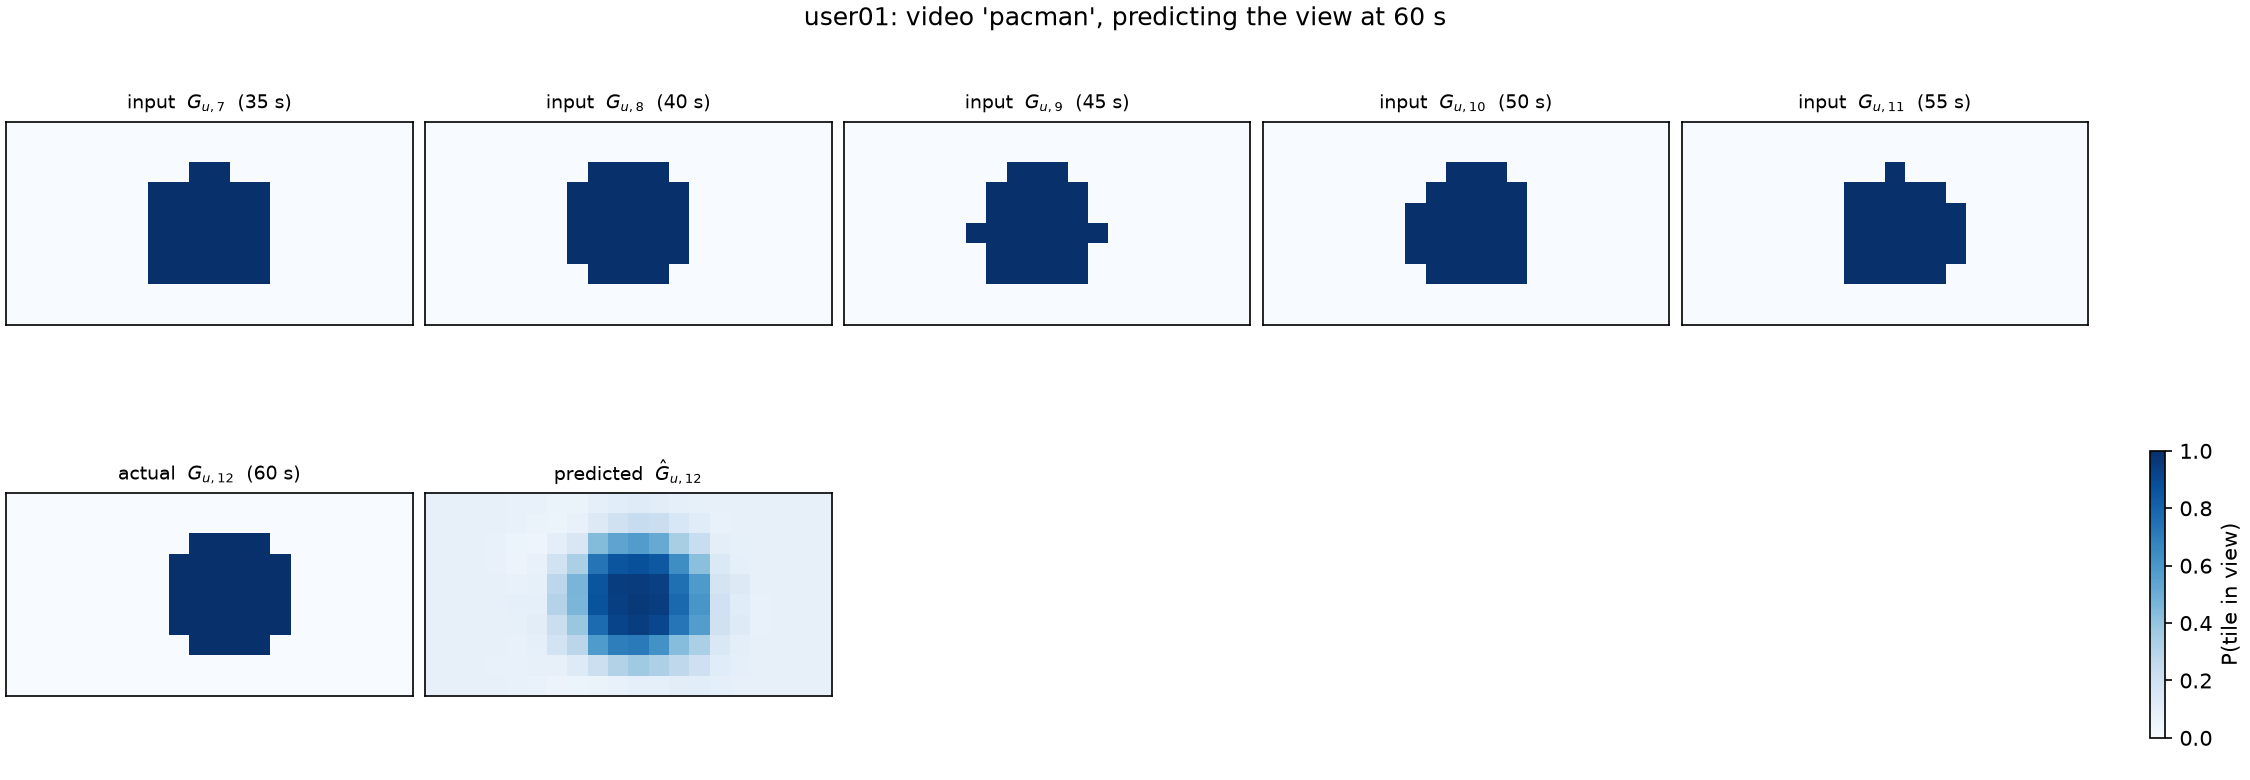 user01: video 'pacman', predicting the view at 60 s
input G_{u,7} (35 s)
input G_{u,8} (40 s)
input G_{u,9} (45 s)
input G_{u,10} (50 s)
input G_{u,11} (55 s)
actual G_{u,12} (60 s)
predicted Ĝ_{u,12}
1.0
0.8
0.6
0.4
0.2
0.0
P(tile in view)